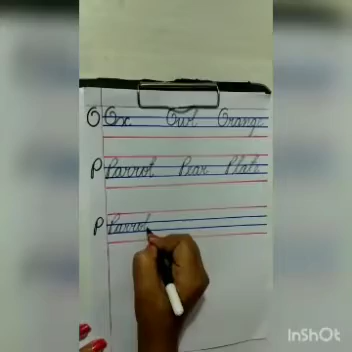 O Ox Owl Orange
P Parrot Pear Plate
P Parrot
InShOt